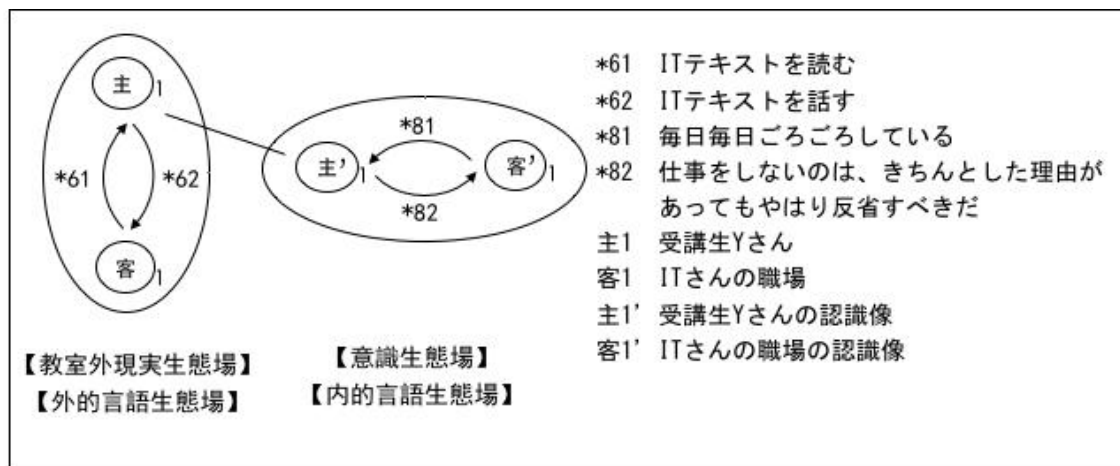 主1
*61
*62
客1
主'1
*81
*82
客'1
【教室外現実生態場】
【外的言語生態場】
【意識生態場】
【内的言語生態場】
*61 ITテキストを読む
*62 ITテキストを話す
*81 毎日毎日ごろごろしている
*82 仕事をしないのは、きちんとした理由が
あってもやはり反省すべきだ
主1 受講生Yさん
客1 ITさんの職場
主1' 受講生Yさんの認識像
客1' ITさんの職場の認識像